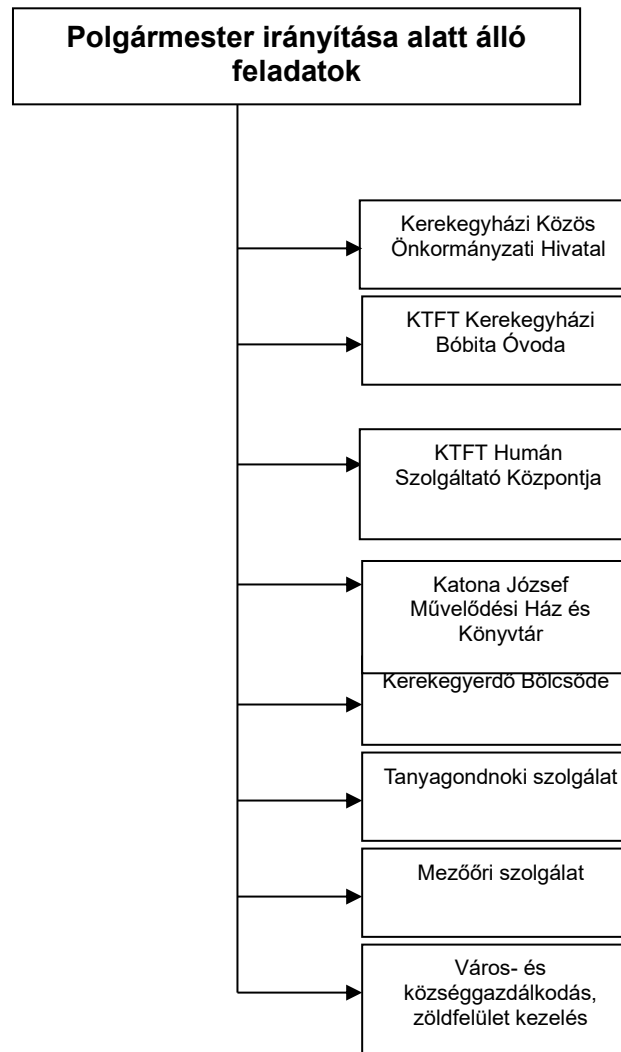 Polgármester irányítása alatt álló
feladatok
Kerekegyházi Közös
Önkormányzati Hivatal
KTFT Kerekegyházi
Bóbita Óvoda
KTFT Humán
Szolgáltató Központja
Katona József
Művelődési Ház és
Könyvtár
Kerekegyerdő Bölcsőde
Tanyagondnoki szolgálat
Mezőőri szolgálat
Város- és
községgazdálkodás,
zöldfelület kezelés